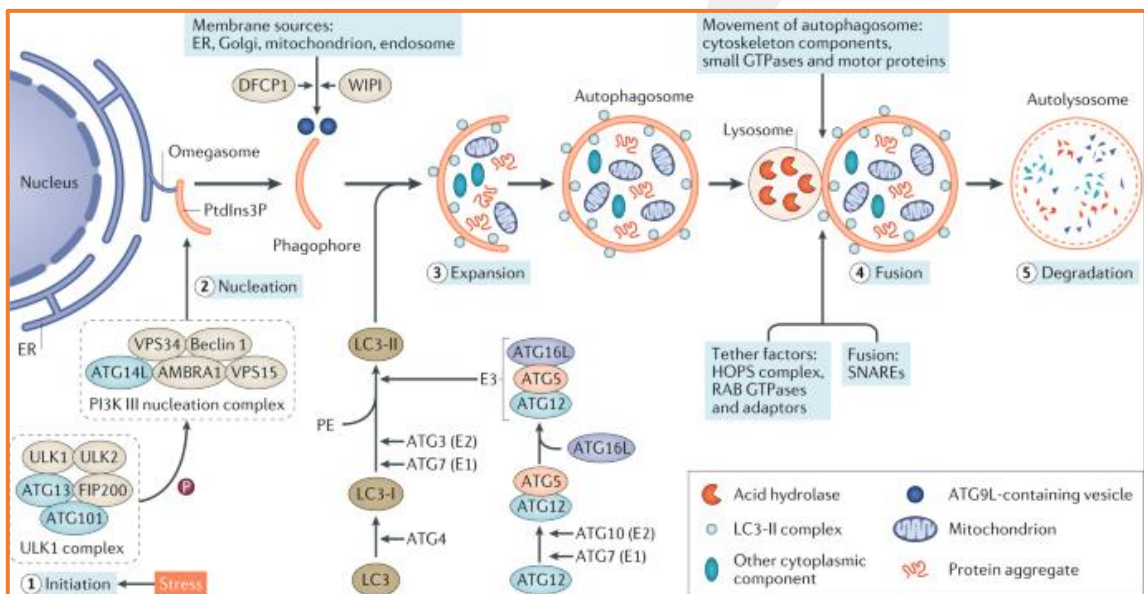 Membrane sources:
ER, Golgi, mitochondrion, endosome
DFCP1
WIPI
Movement of autophagosome:
cytoskeleton components,
small GTPases and motor proteins
Nucleus
Omegasome
PtdIns3P
Phagophore
Autophagosome
Lysosome
Autolysosome
3 Expansion
4 Fusion
5 Degradation
2 Nucleation
ER
VPS34
Beclin 1
ATG14L
AMBRA1
VPS15
PI3K III nucleation complex
ULK1
ULK2
ATG13
FIP200
ATG101
P
ULK1 complex
1 Initiation
Stress
LC3-II
PE
ATG3 (E2)
ATG7 (E1)
LC3-I
ATG4
LC3
E3
ATG16L
ATG5
ATG12
ATG16L
ATG5
ATG12
ATG10 (E2)
ATG7 (E1)
ATG12
Tether factors:
HOPS complex,
RAB GTPases
and adaptors
Fusion:
SNAREs
Acid hydrolase
LC3-II complex
Other cytoplasmic
component
ATG9L-containing vesicle
Mitochondrion
Protein aggregate